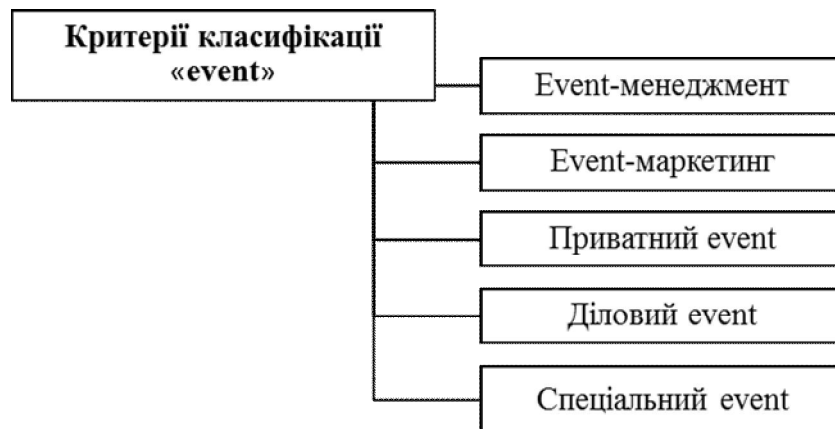 Критерії класифікації
«event»
Event-менеджмент
Event-маркетинг
Приватний event
Діловий event
Спеціальний event